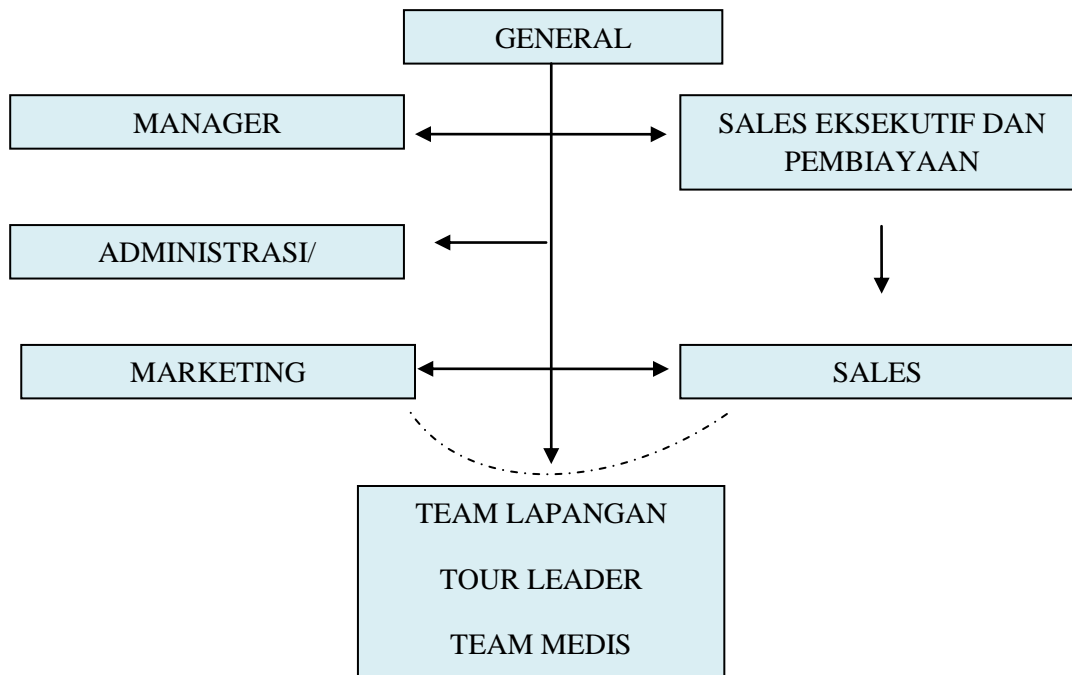 GENERAL
MANAGER
SALES EKSEKUTIF DAN
PEMBIAYAAN
ADMINISTRASI/
MARKETING
SALES
TEAM LAPANGAN
TOUR LEADER
TEAM MEDIS